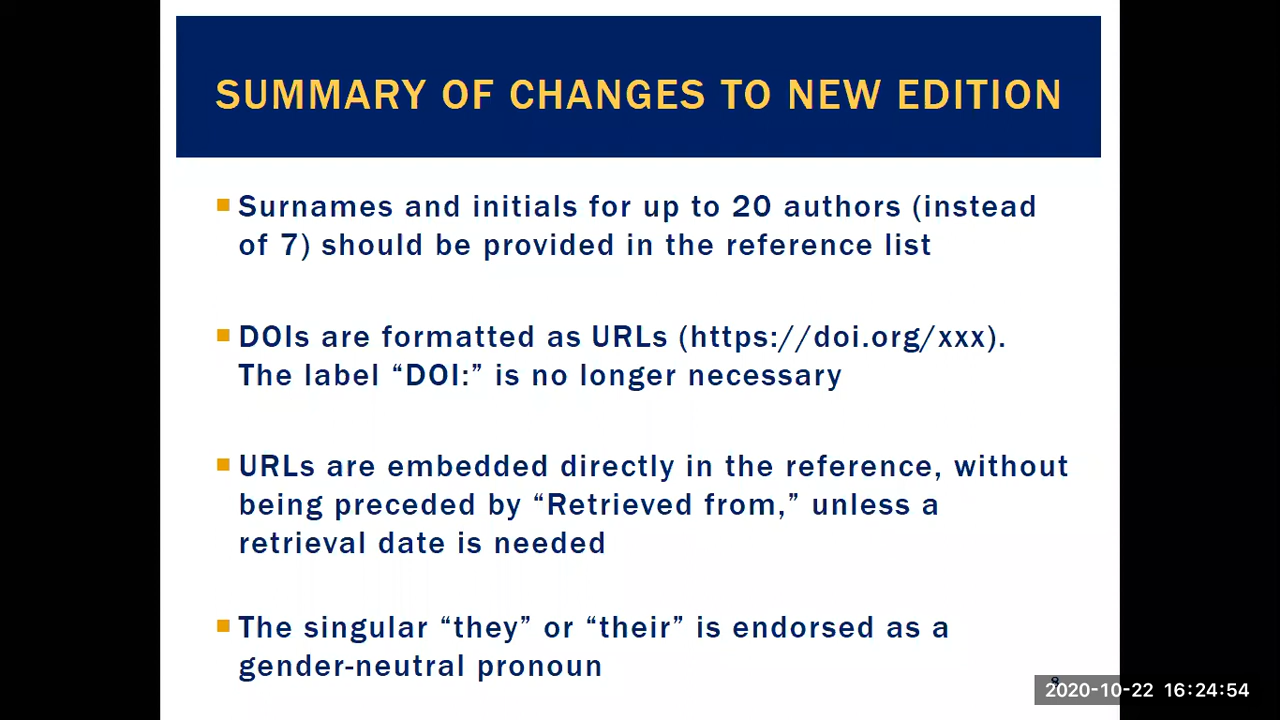 SUMMARY OF CHANGES TO NEW EDITION
Surnames and initials for up to 20 authors (instead
of 7) should be provided in the reference list
DOIs are formatted as URLs (https://doi.org/xxx).
The label “DOI:” is no longer necessary
URLs are embedded directly in the reference, without
being preceded by “Retrieved from,” unless a
retrieval date is needed
The singular “they” or “their” is endorsed as a
gender-neutral pronoun
2020-10-22 16:24:54